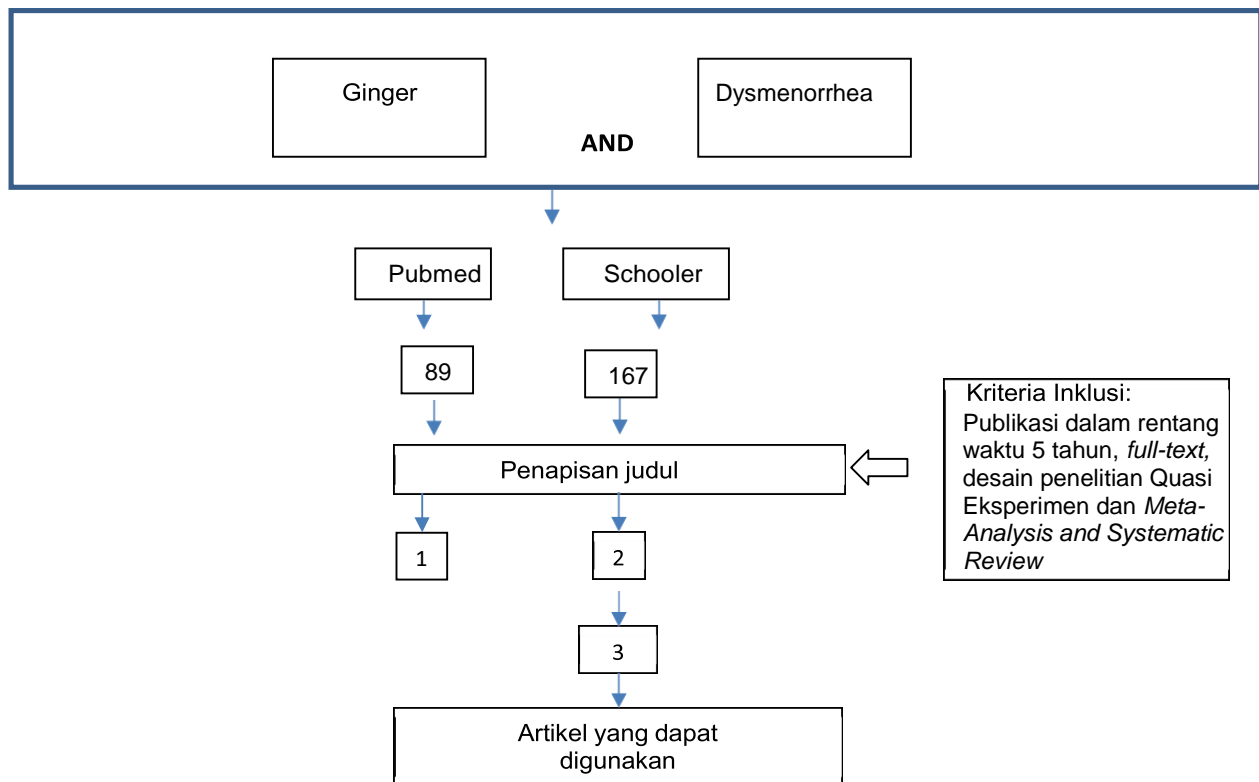 Ginger
Dysmenorrhea
AND
Pubmed
Schooler
89
167
Penapisan judul
Kriteria Inklusi:
Publikasi dalam rentang
waktu 5 tahun, full-text,
desain penelitian Quasi
Eksperimen dan Meta-
Analysis and Systematic
Review
1
2
3
Artikel yang dapat
digunakan